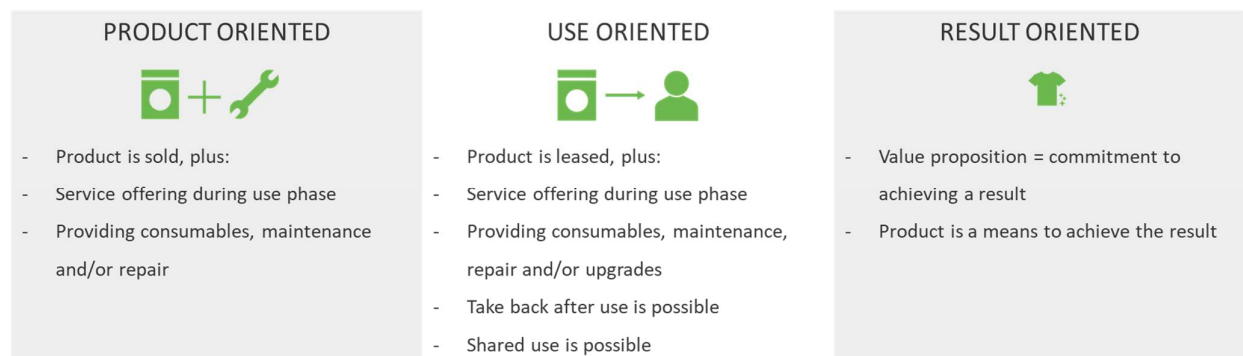 PRODUCT ORIENTED
- Product is sold, plus:
- Service offering during use phase
- Providing consumables, maintenance
and/or repair
USE ORIENTED
- Product is leased, plus:
- Service offering during use phase
- Providing consumables, maintenance,
repair and/or upgrades
- Take back after use is possible
- Shared use is possible
RESULT ORIENTED
- Value proposition = commitment to
achieving a result
- Product is a means to achieve the result